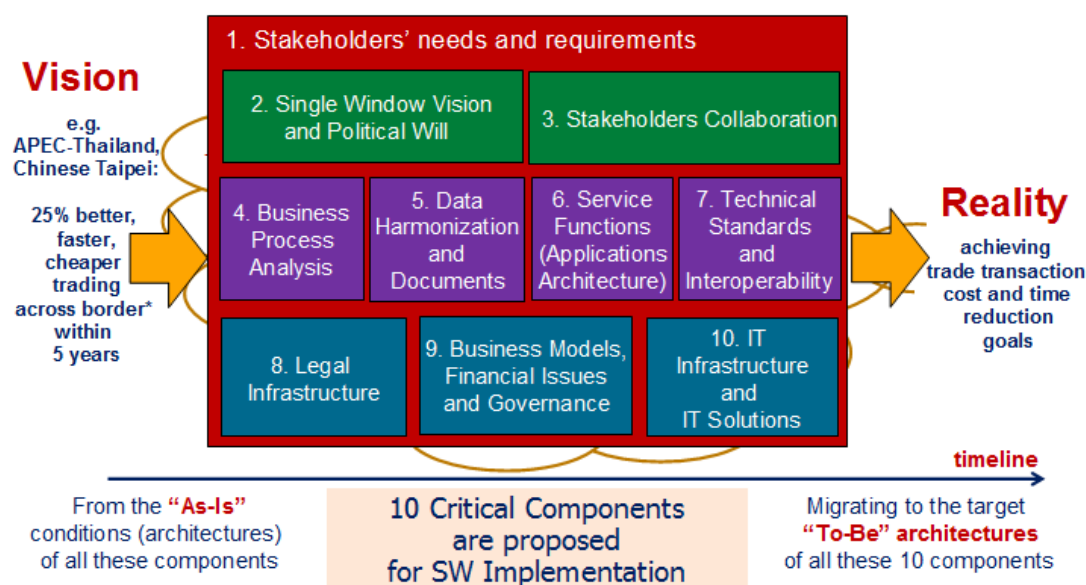 1. Stakeholders' needs and requirements
Vision
e.g.
APEC-Thailand,
Chinese Taipei:
25% better,
faster,
cheaper
trading
across border*
within
5 years
2. Single Window Vision
and Political Will
3. Stakeholders Collaboration
4. Business
Process
Analysis
5. Data
Harmonization
and
Documents
6. Service
Functions
(Applications
Architecture)
7. Technical
Standards
and
Interoperability
8. Legal
Infrastructure
9. Business Models,
Financial Issues
and Governance
10. IT
Infrastructure
and
IT Solutions
Reality
achieving
trade transaction
cost and time
reduction
goals
timeline
From the “As-Is”
conditions (architectures)
of all these components
10 Critical Components
are proposed
for SW Implementation
Migrating to the target
“To-Be” architectures
of all these 10 components